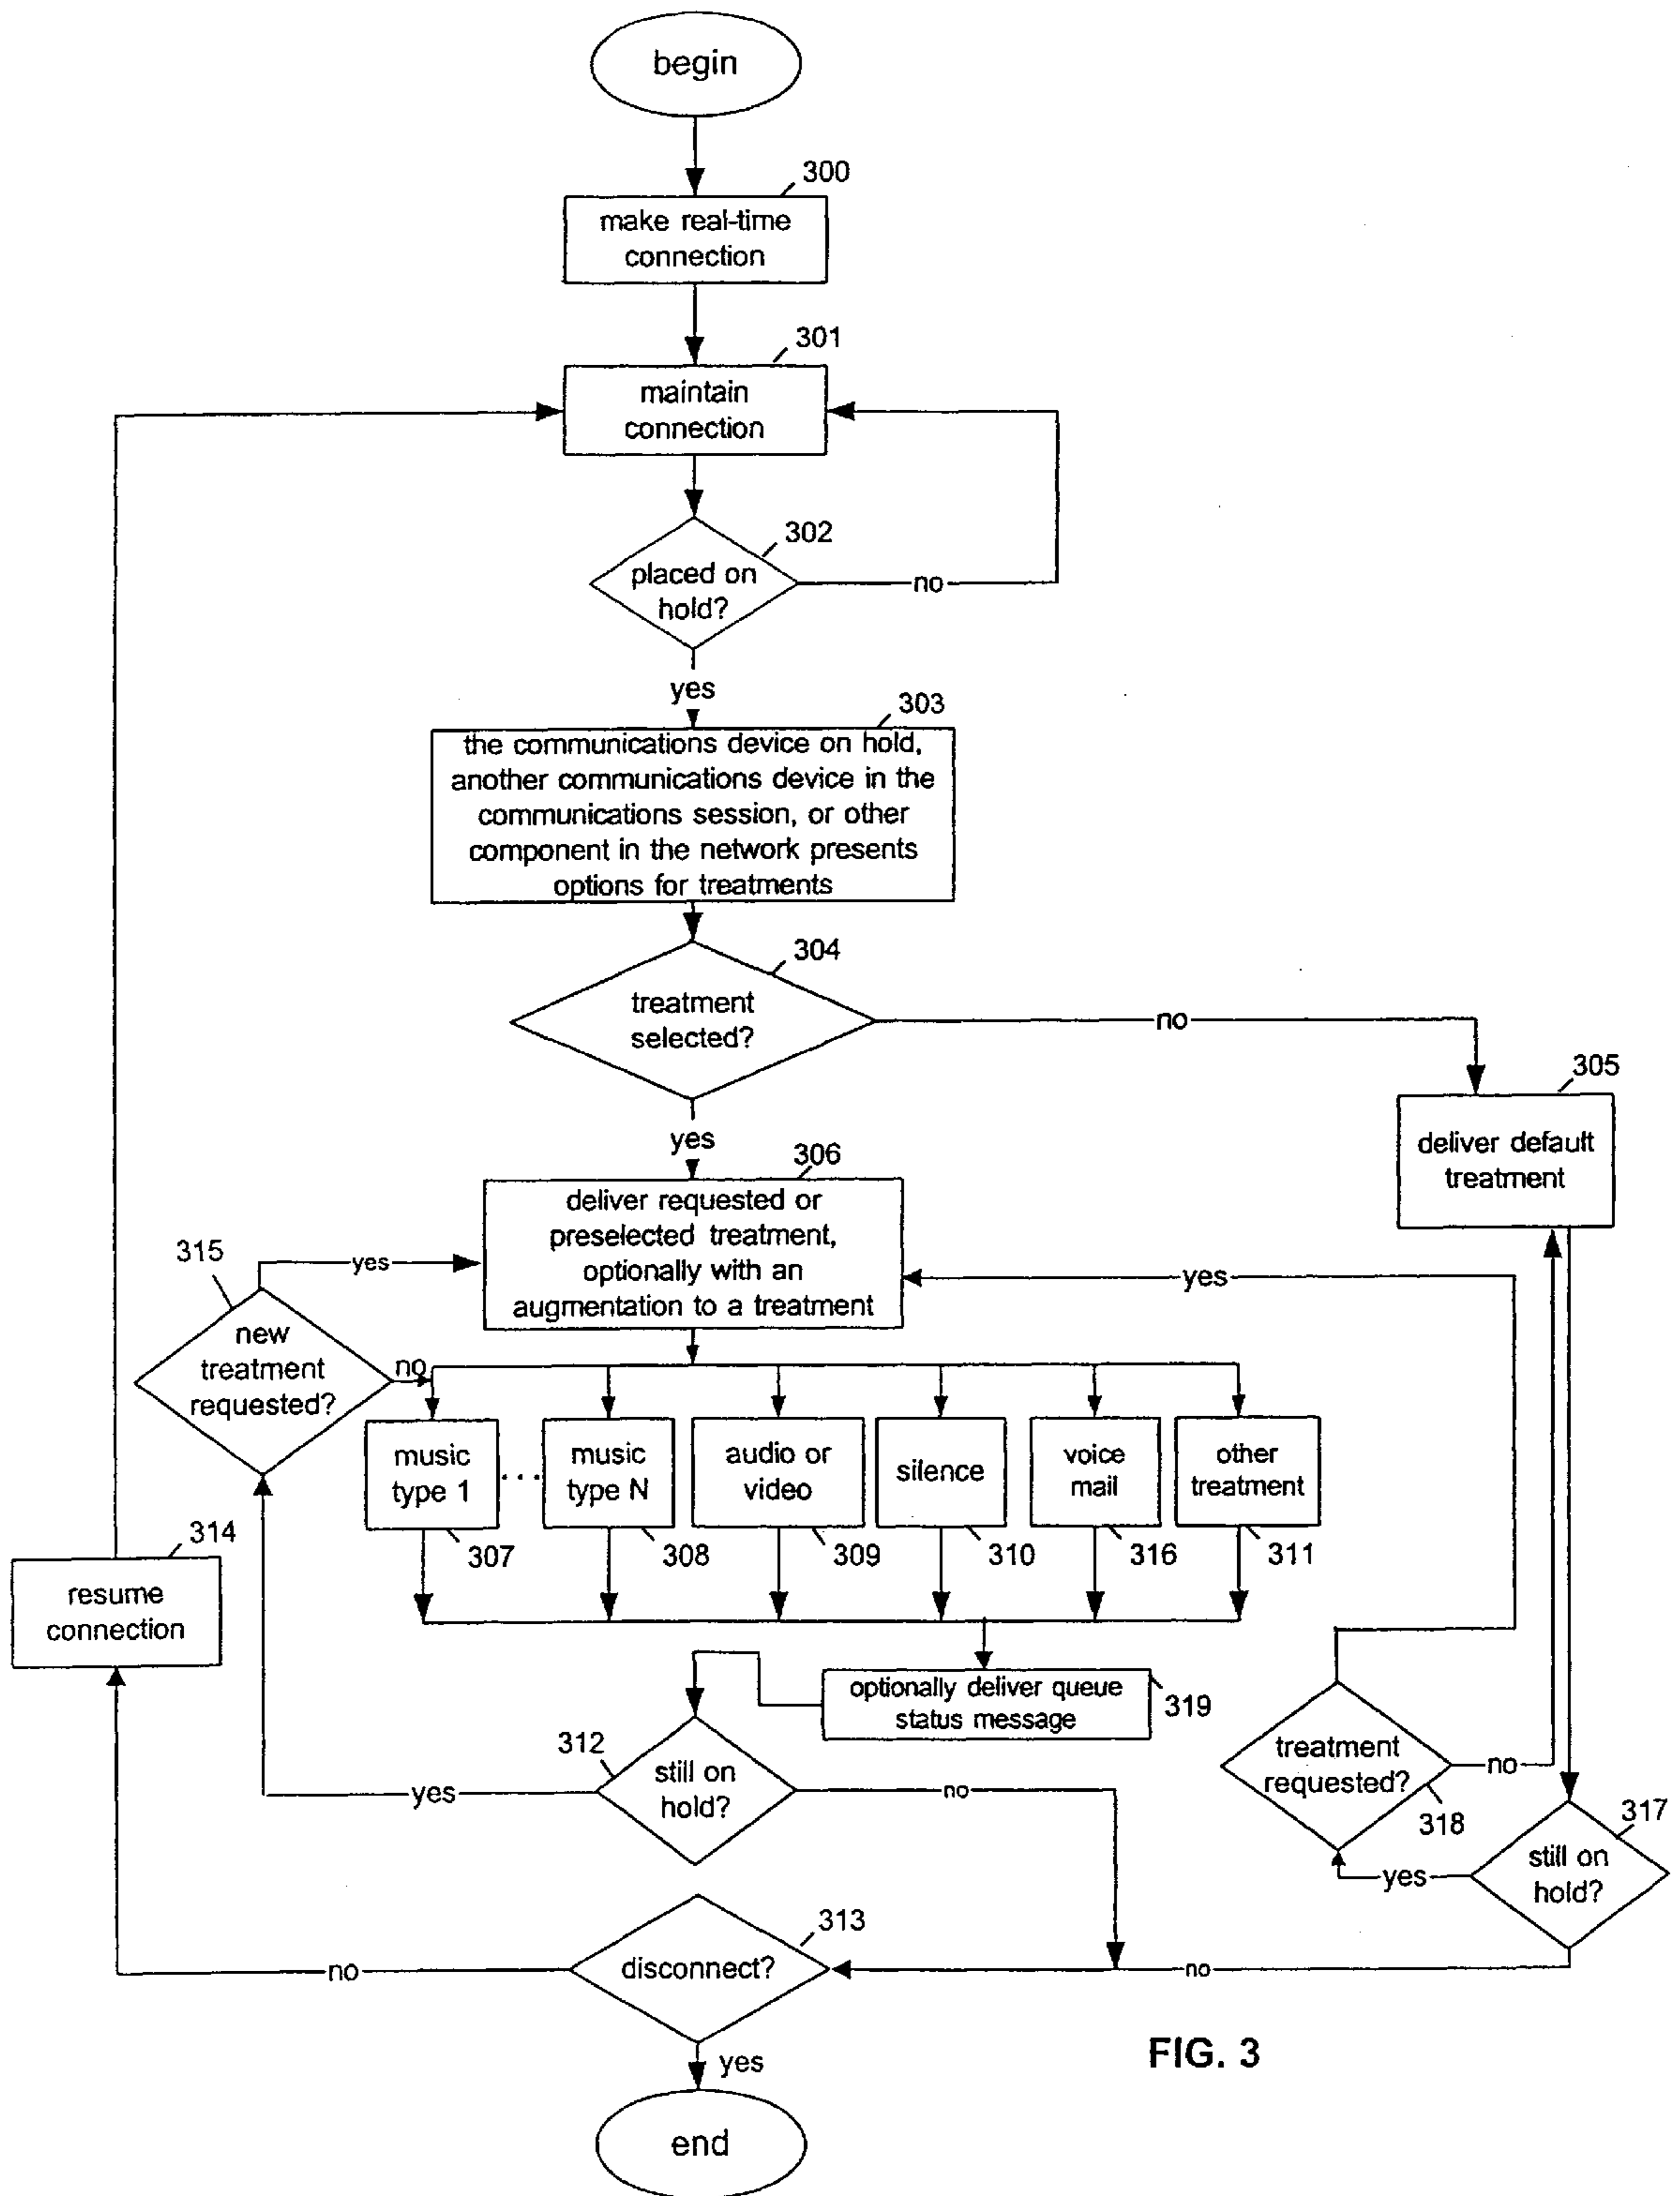 begin
300
make real-time
connection
301
maintain
connection
302
placed on
hold?
no
yes
303
the communications device on hold,
another communications device in the
communications session, or other
component in the network presents
options for treatments
304
treatment
selected?
no
305
deliver default
treatment
yes
306
deliver requested or
preselected treatment,
optionally with an
augmentation to a treatment
315
yes
yes
new
treatment
requested?
no
music
type 1
...
music
type N
audio or
video
silence
voice
mail
other
treatment
307
308
309
310
316
311
314
resume
connection
optionally deliver queue
status message
319
312
still on
hold?
yes
no
treatment
requested?
no
318
317
still on
hold?
yes
313
disconnect?
no
no
yes
FIG. 3
end